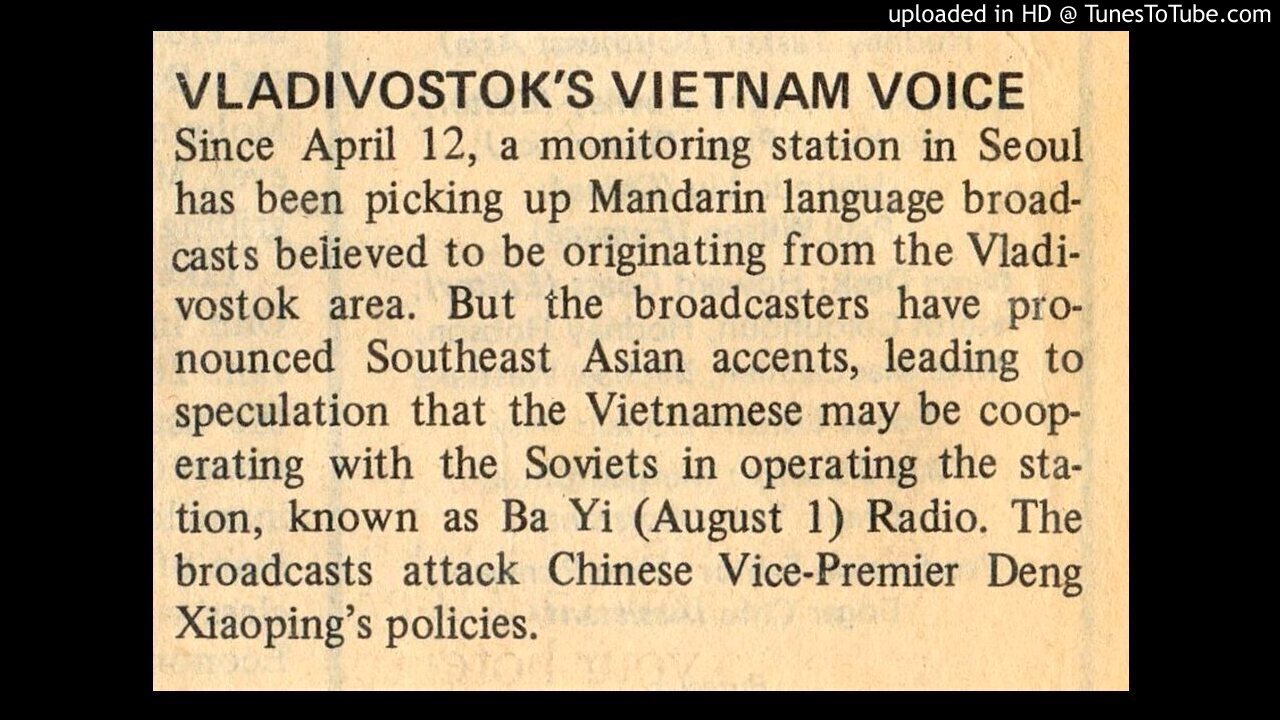 uploaded in HD @ TunesToTube.com
VLADIVOSTOK'S VIETNAM VOICE
Since April 12, a monitoring station in Seoul
has been picking up Mandarin language broad-
casts believed to be originating from the Vladi-
vostok area. But the broadcasters have pro-
nounced Southeast Asian accents, leading to
speculation that the Vietnamese may be coop-
erating with the Soviets in operating the sta-
tion, known as Ba Yi (August 1) Radio. The
broadcasts attack Chinese Vice-Premier Deng
Xiaoping's policies.